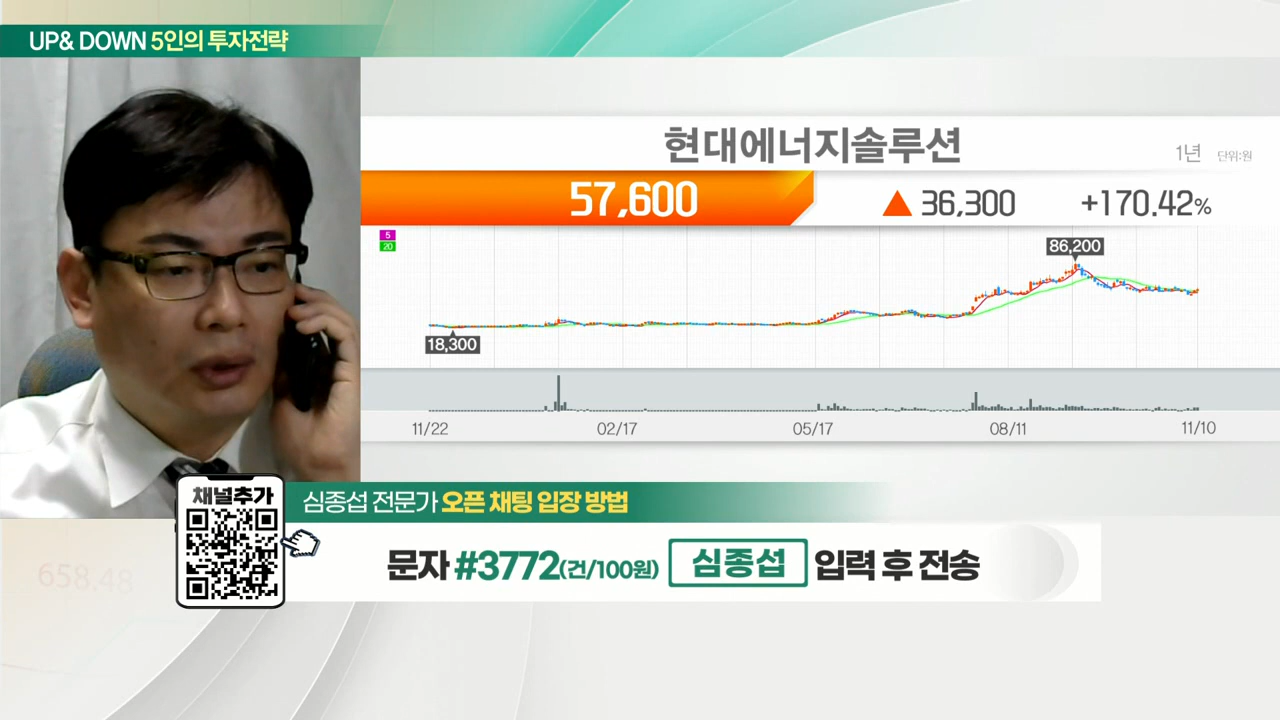 UP& DOWN 5인의 투자전략
현대에너지솔루션
1년 단위:원
57,600 ▲ 36,300 +170.42%
5
20
86,200
18,300
11/22 02/17 05/17 08/11 11/10
채널추가
심종섭 전문가 오픈 채팅 입장 방법
문자 #3772(건/100원) 심종섭 입력 후 전송
658.48